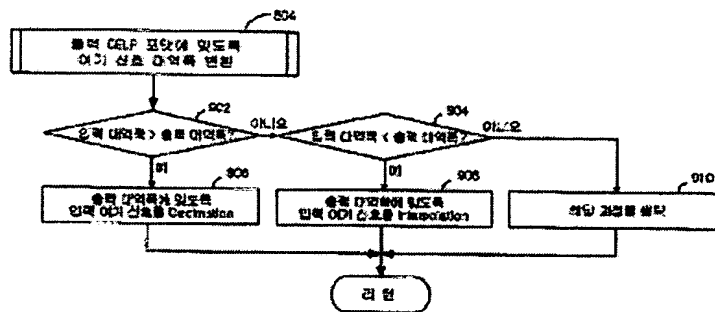 804
출력 CELP 포맷에 맞도록
여기 신호 대역폭 변환
902
입력 대역폭 > 출력 대역폭?
아니오
904
입력 대역폭 < 출력 대역폭?
아니오
예
예
906
출력 대역폭에 맞도록
입력 여기 신호를 Decimation
출력 대역폭에 맞도록
입력 여기 신호를 Interpolation
910
해당 과정을 생략
리 턴